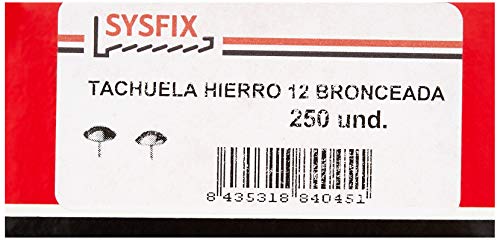 SYSFIX
TACHUELA HIERRO 12 BRONCEADA
250 und.
8 435318 840451